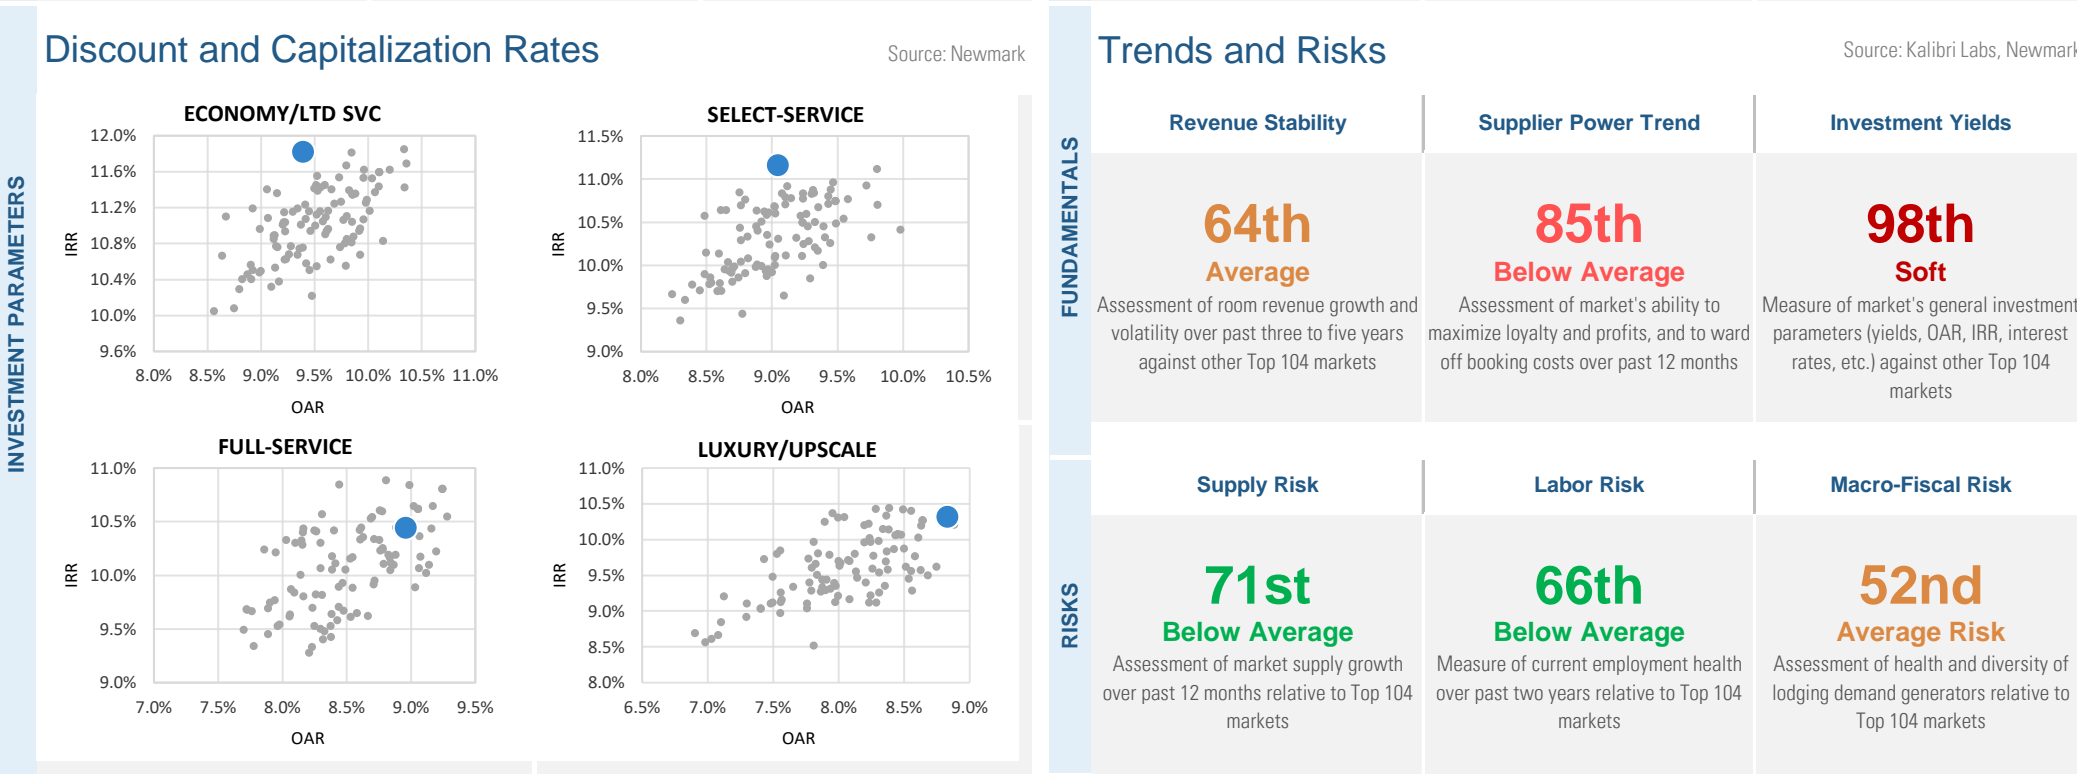 INVESTMENT PARAMETERS
Discount and Capitalization Rates
Source: Newmark
ECONOMY/LTD SVC
12.0%
11.6%
11.2%
10.8%
10.4%
10.0%
9.6%
IRR
8.0% 8.5% 9.0% 9.5% 10.0% 10.5% 11.0%
OAR
SELECT-SERVICE
11.5%
11.0%
10.5%
10.0%
9.5%
9.0%
IRR
8.0% 8.5% 9.0% 9.5% 10.0% 10.5%
OAR
FULL-SERVICE
11.0%
10.5%
10.0%
9.5%
9.0%
IRR
7.0% 7.5% 8.0% 8.5% 9.0% 9.5%
OAR
LUXURY/UPSCALE
11.0%
10.5%
10.0%
9.5%
9.0%
8.5%
8.0%
IRR
6.5% 7.0% 7.5% 8.0% 8.5% 9.0%
OAR
Trends and Risks
Source: Kalibri Labs, Newmark
FUNDAMENTALS
Revenue Stability
64th
Average
Assessment of room revenue growth and
volatility over past three to five years
against other Top 104 markets
Supplier Power Trend
85th
Below Average
Assessment of market's ability to
maximize loyalty and profits, and to ward
off booking costs over past 12 months
Investment Yields
98th
Soft
Measure of market's general investment
parameters (yields, OAR, IRR, interest
rates, etc.) against other Top 104
markets
RISKS
Supply Risk
71st
Below Average
Assessment of market supply growth
over past 12 months relative to Top 104
markets
Labor Risk
66th
Below Average
Measure of current employment health
over past two years relative to Top 104
markets
Macro-Fiscal Risk
52nd
Average Risk
Assessment of health and diversity of
lodging demand generators relative to
Top 104 markets